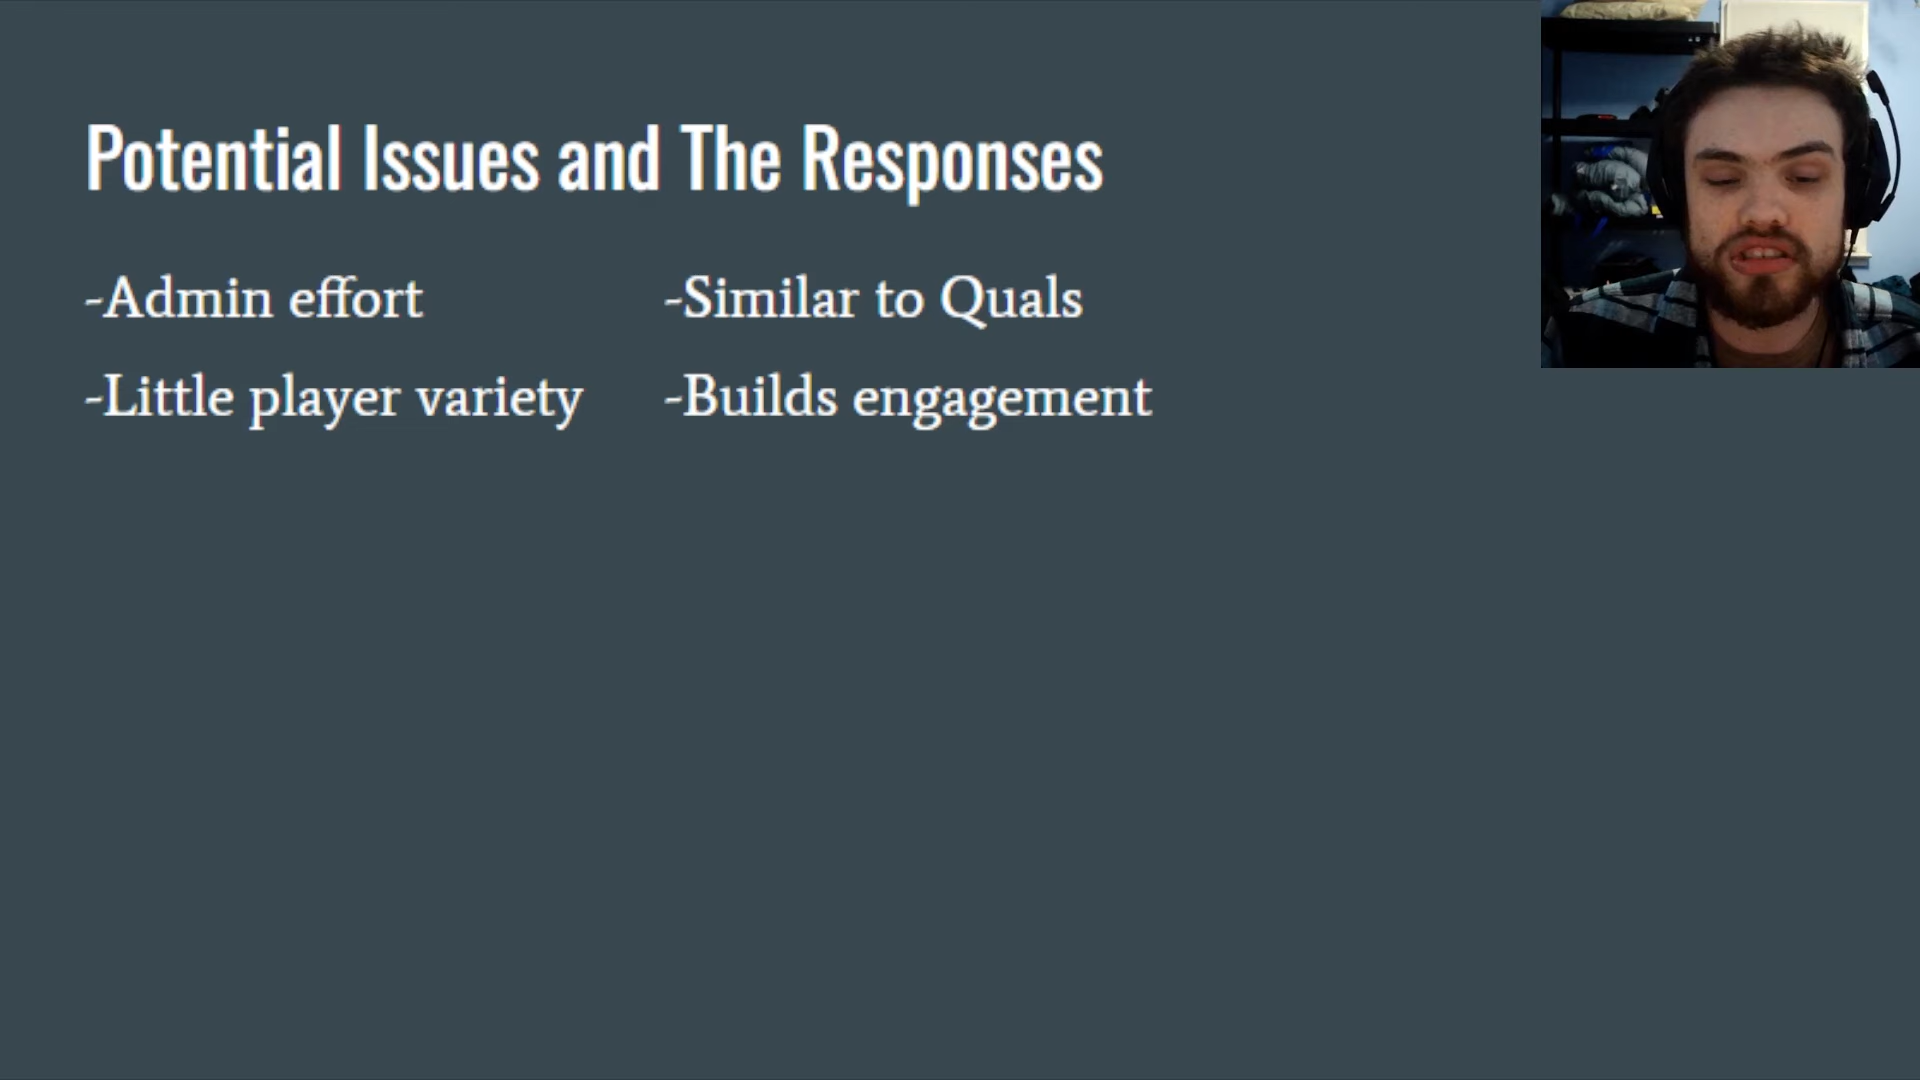 Potential Issues and The Responses
-Admin effort
-Little player variety
-Similar to Quals
-Builds engagement